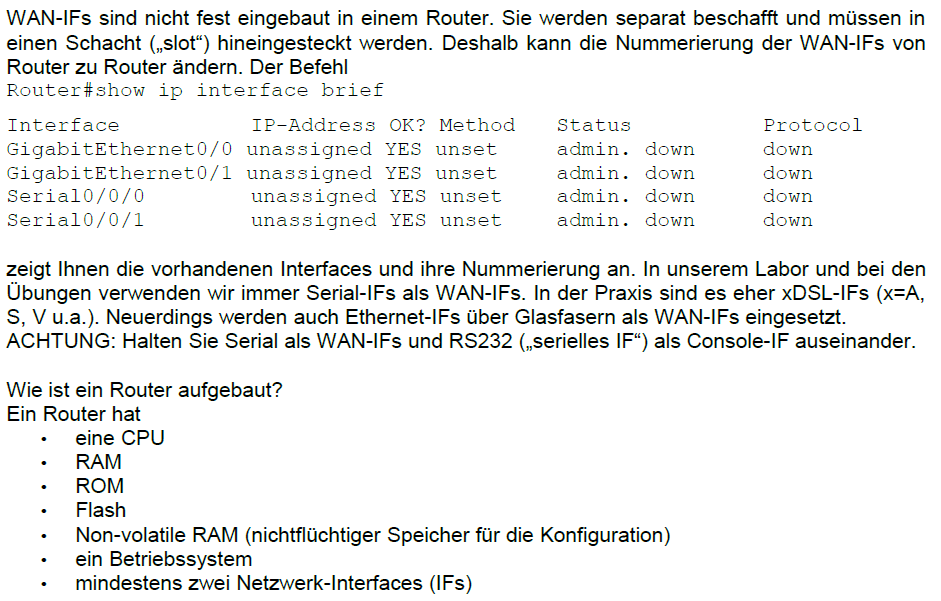 WAN-IFs sind nicht fest eingebaut in einem Router. Sie werden separat beschafft und müssen in
einen Schacht („slot“) hineingesteckt werden. Deshalb kann die Nummerierung der WAN-IFs von
Router zu Router ändern. Der Befehl
Router#show ip interface brief
Interface IP-Address OK? Method Status Protocol
GigabitEthernet0/0 unassigned YES unset admin. down down
GigabitEthernet0/1 unassigned YES unset admin. down down
Serial0/0/0 unassigned YES unset admin. down down
Serial0/0/1 unassigned YES unset admin. down down
zeigt Ihnen die vorhandenen Interfaces und ihre Nummerierung an. In unserem Labor und bei den
Übungen verwenden wir immer Serial-IFs als WAN-IFs. In der Praxis sind es eher xDSL-IFs (x=A,
S, V u.a.). Neuerdings werden auch Ethernet-IFs über Glasfasern als WAN-IFs eingesetzt.
ACHTUNG: Halten Sie Serial als WAN-IFs und RS232 („serielles IF“) als Console-IF auseinander.
Wie ist ein Router aufgebaut?
Ein Router hat
• eine CPU
• RAM
• ROM
• Flash
• Non-volatile RAM (nichtflüchtiger Speicher für die Konfiguration)
• ein Betriebssystem
• mindestens zwei Netzwerk-Interfaces (IFs)